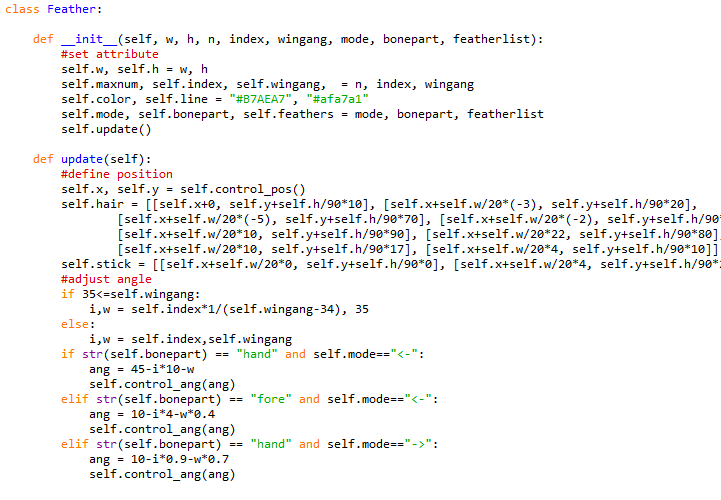 class Feather:
def __init__(self, w, h, n, index, wingang, mode, bonepart, featherlist):
#set attribute
self.w, self.h = w, h
self.maxnum, self.index, self.wingang,  = n, index, wingang
self.color, self.line = "#B7AEA7", "#afa7a1"
self.mode, self.bonepart, self.feathers = mode, bonepart, featherlist
self.update()
def update(self):
#define position
self.x, self.y = self.control_pos()
self.hair = [[self.x+0, self.y+self.h/90*10], [self.x+self.w/20*(-3), self.y+self.h/90*20],
[self.x+self.w/20*(-5), self.y+self.h/90*70], [self.x+self.w/20*(-2), self.y+self.h/90*
[self.x+self.w/20*10, self.y+self.h/90*90], [self.x+self.w/20*22, self.y+self.h/90*80],
[self.x+self.w/20*10, self.y+self.h/90*17], [self.x+self.w/20*4, self.y+self.h/90*10]]
self.stick = [[self.x+self.w/20*0, self.y+self.h/90*0], [self.x+self.w/20*4, self.y+self.h/90*
#adjust angle
if 35<=self.wingang:
i,w = self.index*1/(self.wingang-34), 35
else:
i,w = self.index,self.wingang
if str(self.bonepart) == "hand" and self.mode=="<-":
ang = 45-i*10-w
self.control_ang(ang)
elif str(self.bonepart) == "fore" and self.mode=="<-":
ang = 10-i*4-w*0.4
self.control_ang(ang)
elif str(self.bonepart) == "hand" and self.mode=="->":
ang = 10-i*0.9-w*0.7
self.control_ang(ang)